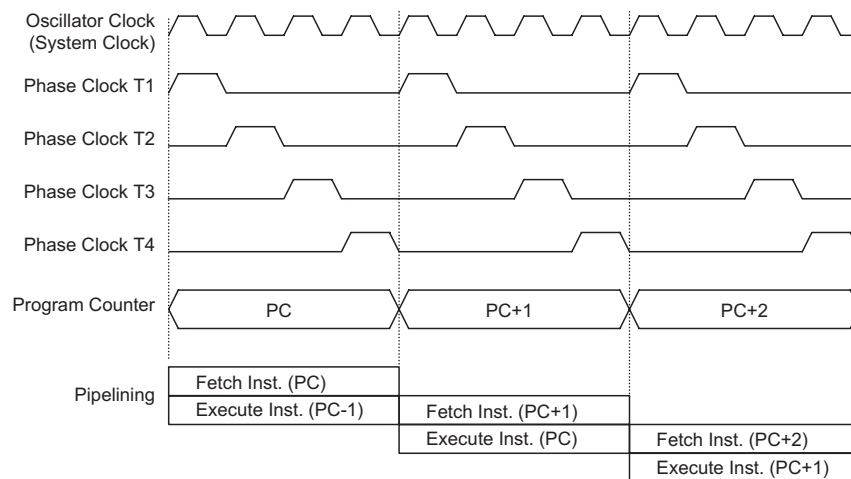 Oscillator Clock
(System Clock)
Phase Clock T1
Phase Clock T2
Phase Clock T3
Phase Clock T4
Program Counter
PC
PC+1
PC+2
Pipelining
Fetch Inst. (PC)
Execute Inst. (PC-1)
Fetch Inst. (PC+1)
Execute Inst. (PC)
Fetch Inst. (PC+2)
Execute Inst. (PC+1)